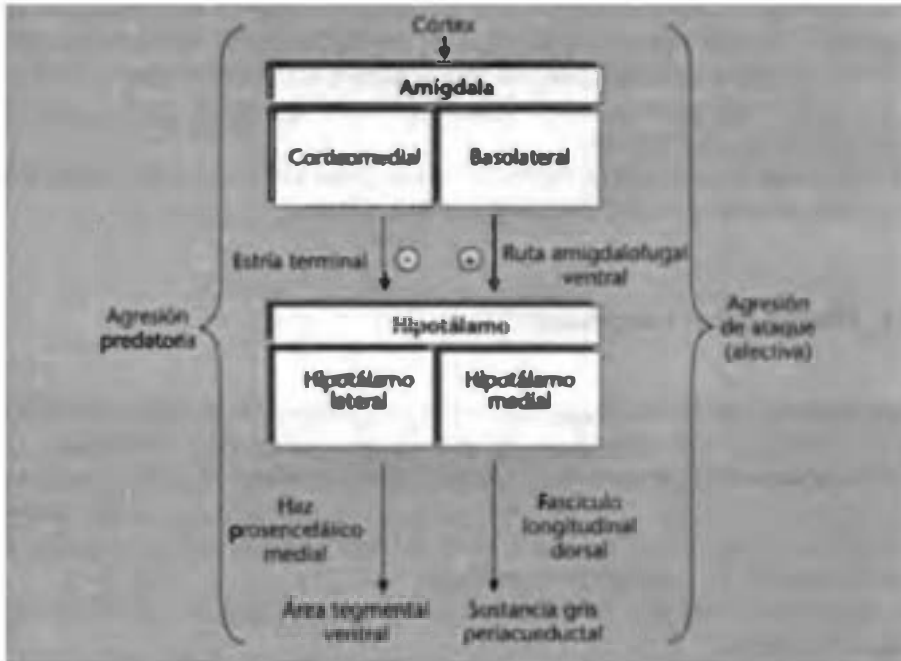 Córtex
Amígdala
Corticomedial
Basolateral
Estría terminal
-
+
Ruta amigdalofugal
ventral
Agresión
predatoria
Agresión
de ataque
(afectiva)
Hipotálamo
Hipotálamo
lateral
Hipotálamo
medial
Haz
prosencefálico
medial
Fascículo
longitudinal
dorsal
Área tegmental
ventral
Sustancia gris
periacueductal